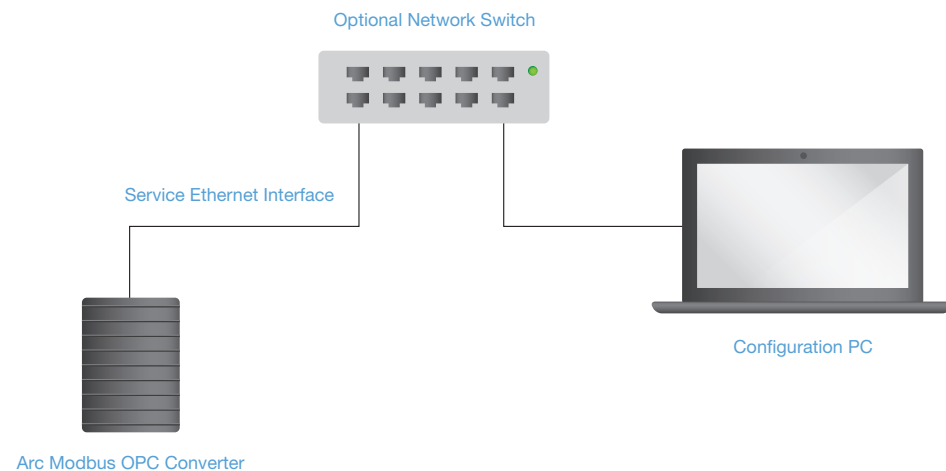 Optional Network Switch
Service Ethernet Interface
Configuration PC
Arc Modbus OPC Converter